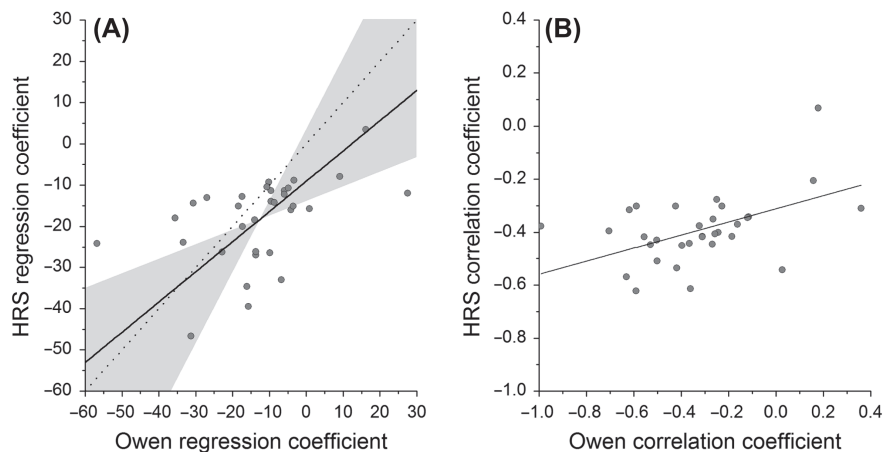 (A)
HRS regression coefficient
30
20
10
0
−10
−20
−30
−40
−50
−60
−60 −50 −40 −30 −20 −10 0 10 20 30
Owen regression coefficient
(B)
HRS correlation coefficient
0.4
0.4
0.2
0.0
−0.2
−0.4
−0.6
−0.8
−1.0
−1.0 −0.8 −0.6 −0.4 −0.2 0.0 0.2 0.4
Owen correlation coefficient